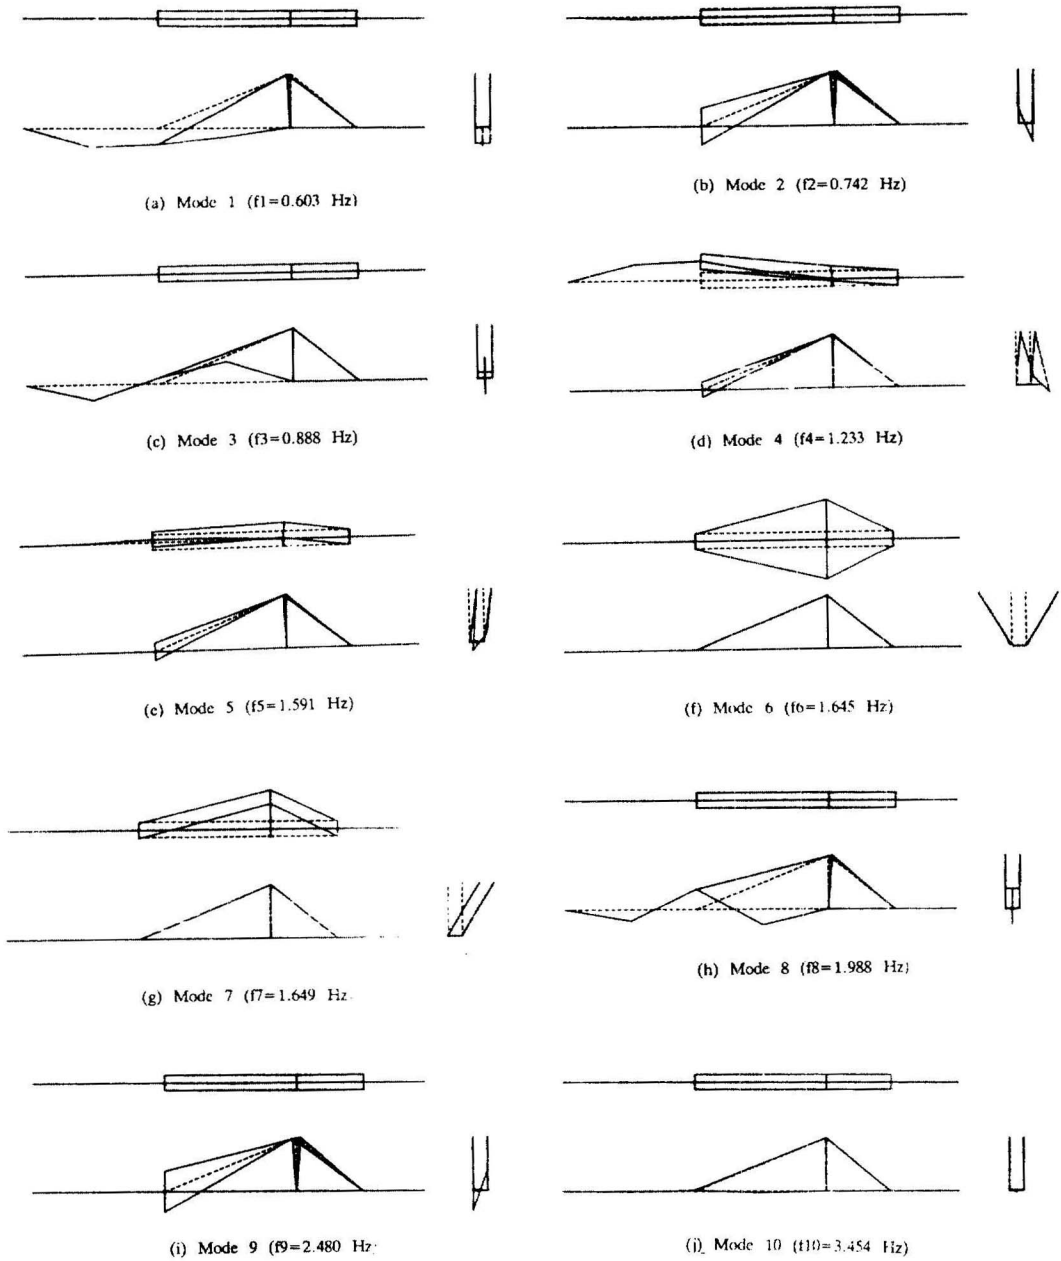 (a) Mode 1 (f1=0.603 Hz)
(b) Mode 2 (f2=0.742 Hz)
(c) Mode 3 (f3=0.888 Hz)
(d) Mode 4 (f4=1.233 Hz)
(e) Mode 5 (f5=1.591 Hz)
(f) Mode 6 (f6=1.645 Hz)
(g) Mode 7 (f7=1.649 Hz
(h) Mode 8 (f8=1.988 Hz)
(i) Mode 9 (f9=2.480 Hz)
(j) Mode 10 (f10=3.454 Hz)